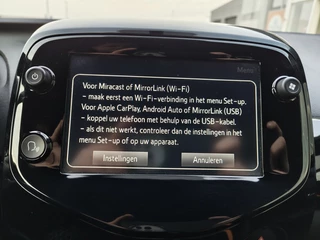 Menu
Voor Miracast of MirrorLink (Wi-Fi)
- maak eerst een Wi-Fi-verbinding in het menu Set-up.
Voor Apple CarPlay, Android Auto of MirrorLink (USB)
- koppel uw telefoon met behulp van de USB-kabel.
- als dit niet werkt, controleer dan de instellingen in het
menu Set-up of op uw apparaat.
Instellingen Annuleren